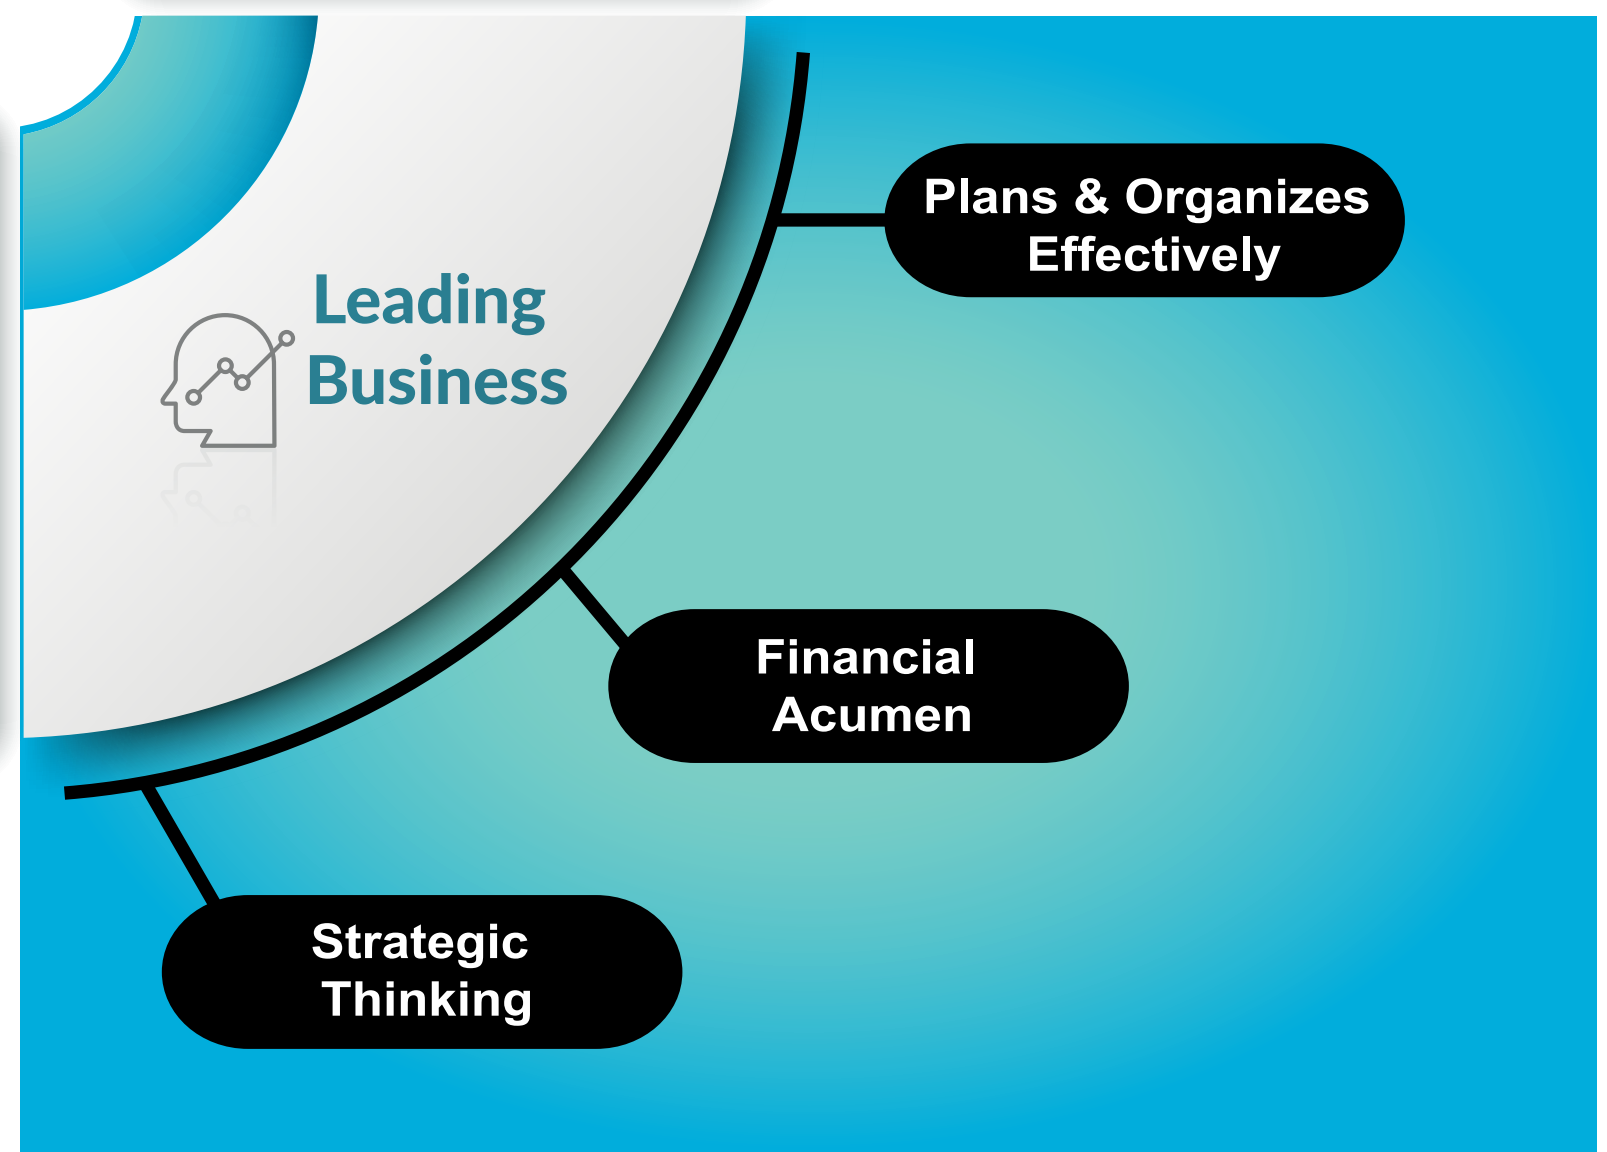 Leading
Business
Plans & Organizes
Effectively
Financial
Acumen
Strategic
Thinking